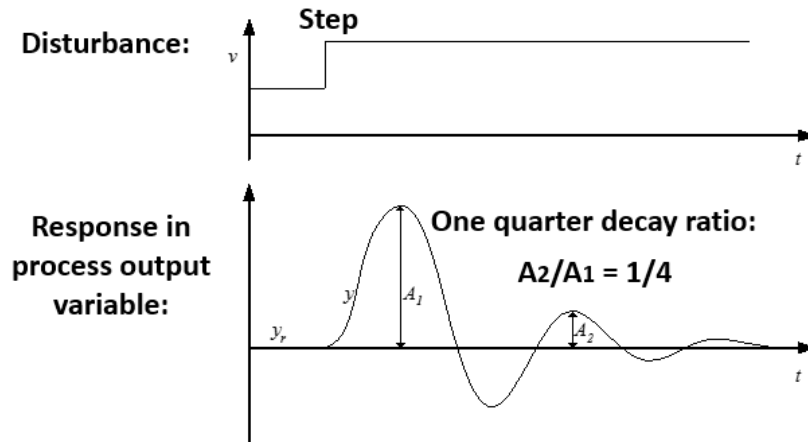 Step
Disturbance:
v
t
Response in
process output
variable:
One quarter decay ratio:
A2/A1 = 1/4
y
A1
yr
A2
t